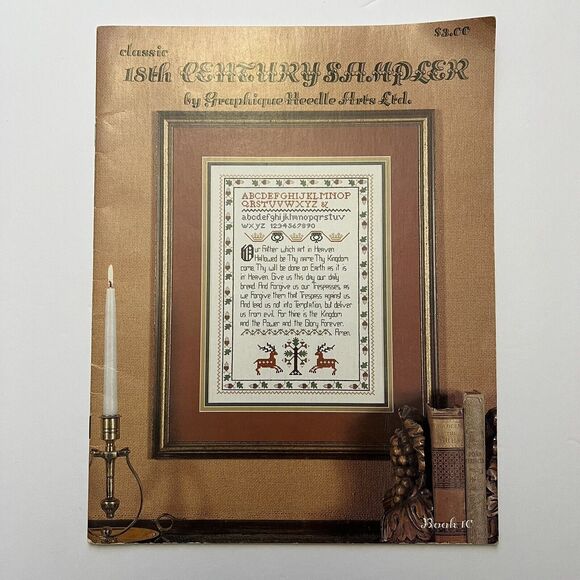 classic
$3.00
18th CENTURY SAMPLER
by Graphique Needle Arts Ltd.
ABCDEFGHIJKLMNOP
QRSTUVWXYZ &
abcdefghijklmnopqrstuv
wxyz 1234567890
Our Father which art in Heaven
Hallowed be Thy name Thy Kingdom
come, Thy will be done on Earth as it is
in Heaven. Give us this day our daily
bread. And Forgive us our Trespasses, as
we Forgive them that Trespass against us.
And lead us not into Temptation, but deliver
us from evil. For thine is the Kingdom
and the Power and the Glory Forever.
Amen.
Book 10